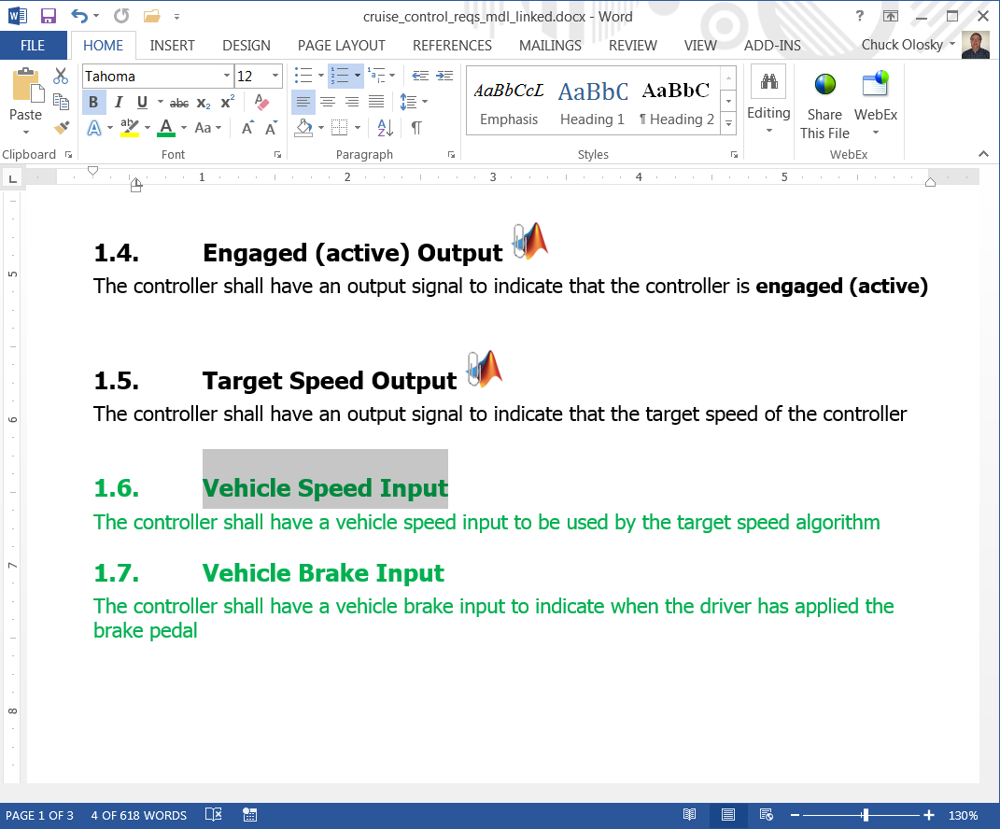 cruise_control_reqs_mdl_linked.docx - Word ?
FILE HOME INSERT DESIGN PAGE LAYOUT REFERENCES MAILINGS REVIEW VIEW ADD-INS Chuck Olosky
Tahoma 12
AaBbCcL AaBbC AaBbC
B I U abc X₂ X²
Paste
Emphasis Heading 1 ¶ Heading 2
Editing Share This File WebEx
A ab A Aa A A A Z ¶
Clipboard Font Paragraph Styles WebEx
L 1 2 3 4 5
1.4. Engaged (active) Output
5
The controller shall have an output signal to indicate that the controller is engaged (active)
1.5. Target Speed Output
The controller shall have an output signal to indicate that the target speed of the controller
6
1.6. Vehicle Speed Input
The controller shall have a vehicle speed input to be used by the target speed algorithm
7
1.7. Vehicle Brake Input
The controller shall have a vehicle brake input to indicate when the driver has applied the
brake pedal
8
PAGE 1 OF 3 4 OF 618 WORDS 130%